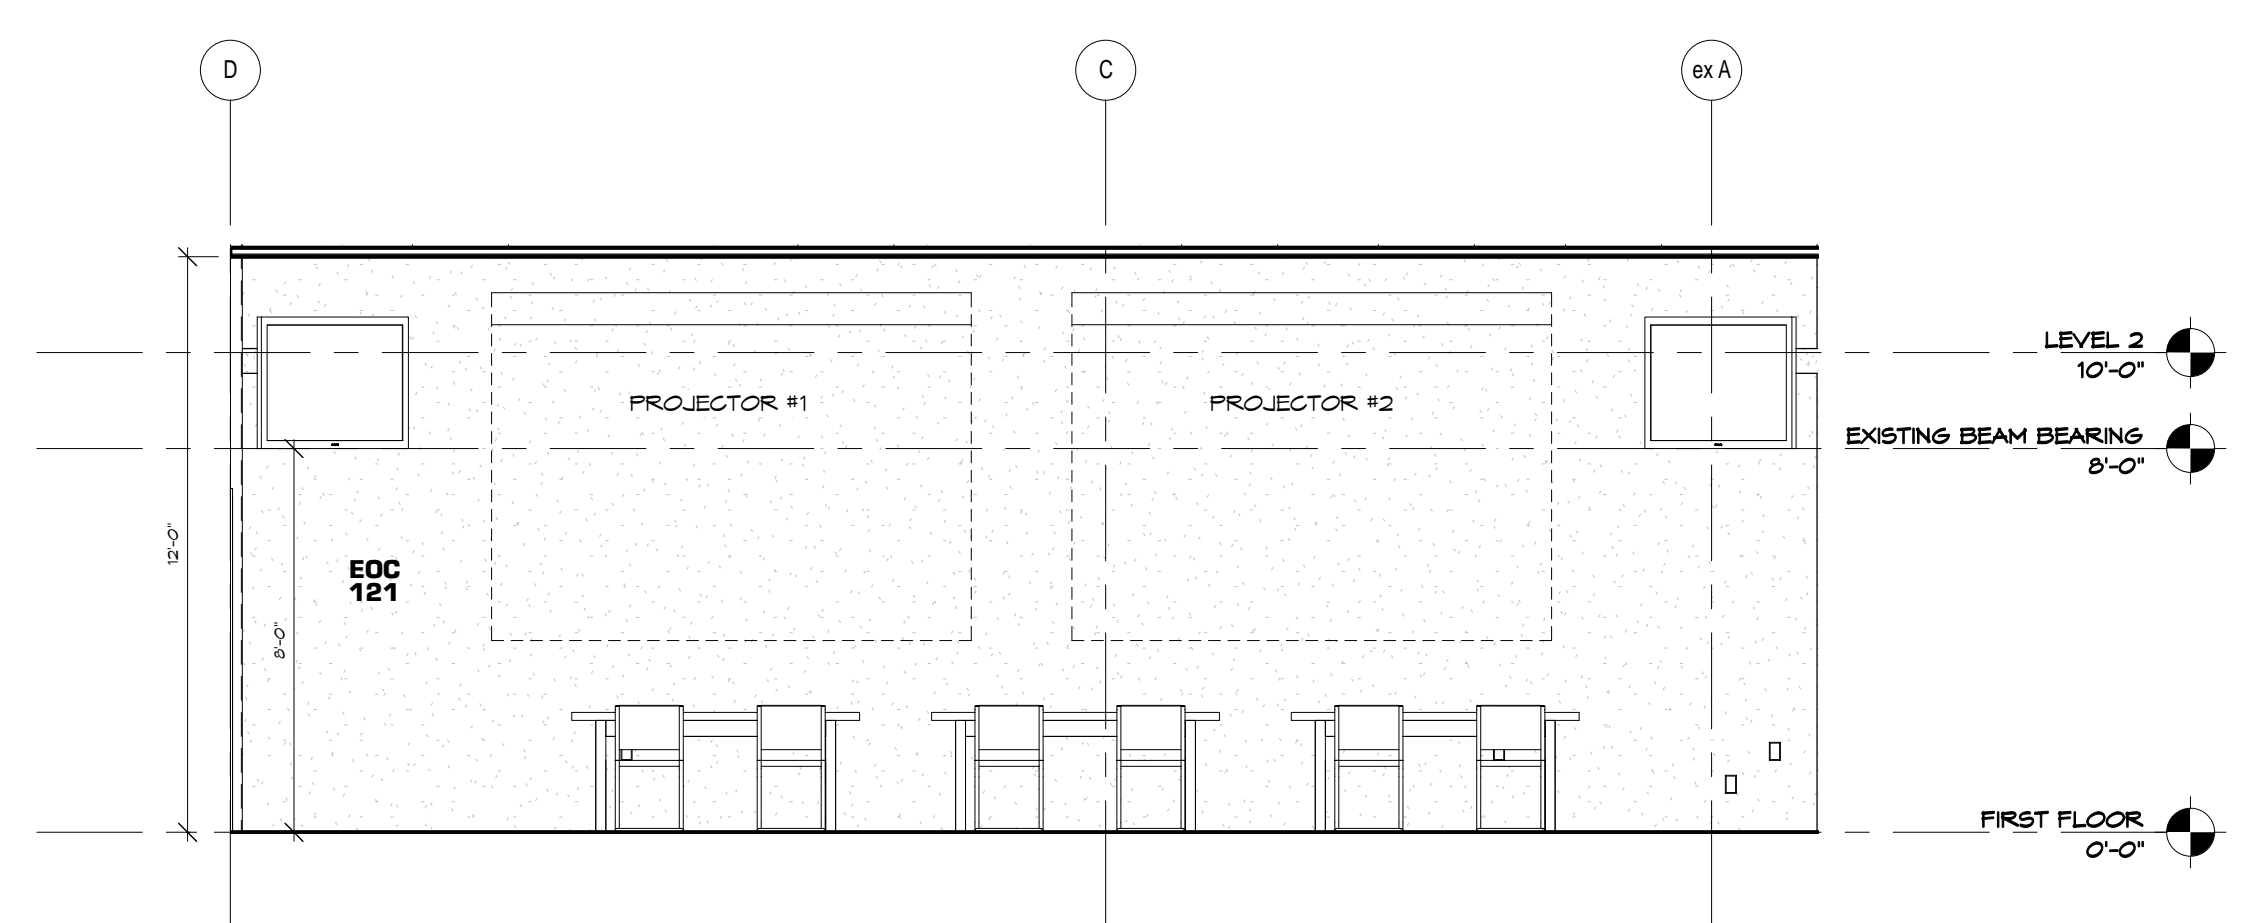 D
C
ex A
LEVEL 2
10'-0"
PROJECTOR #1
PROJECTOR #2
EXISTING BEAM BEARING
8'-0"
12'-0"
EOC
121
8'-0"
FIRST FLOOR
0'-0"